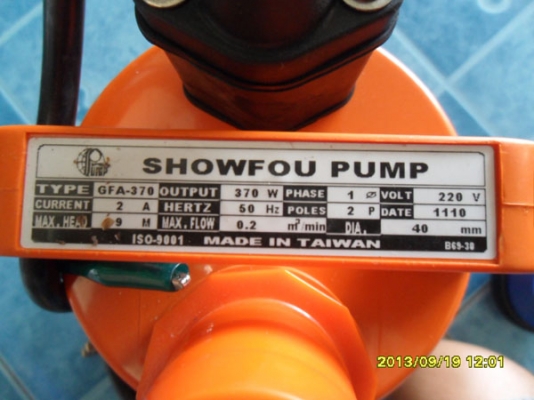 SHOWFOU PUMP
TYPE GFA-370 OUTPUT 370 W PHASE 1 Ø VOLT 220 V
CURRENT 2 A HERTZ 50 Hz POLES 2 P DATE 1110
MAX. HEAD 9 M MAX. FLOW 0.2 m³/min DIA. 40 mm
ISO-9001 MADE IN TAIWAN B69-30
2013/09/19 12:01